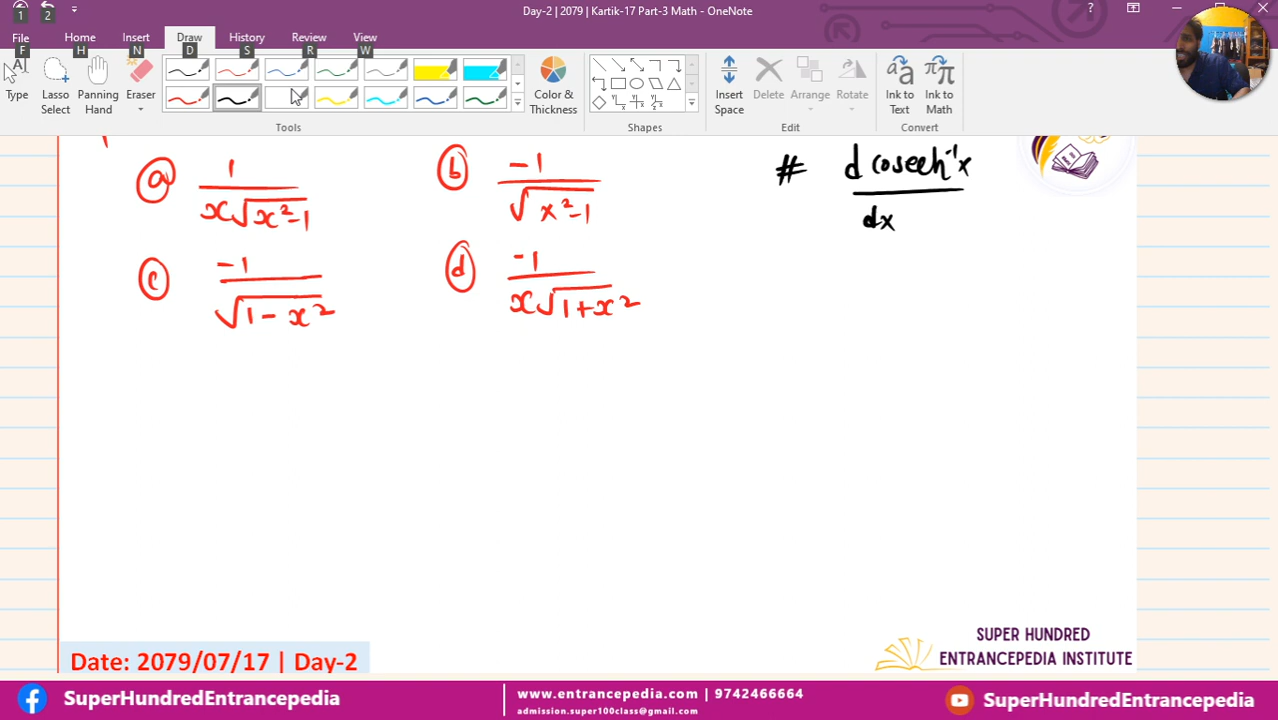 Day-2 | 2079 | Kartik-17 Part-3 Math - OneNote
1 2
File Home Insert Draw History Review View
F H N D S R W
Type Lasso Select Panning Hand Eraser
Color & Thickness
Insert Space Delete Arrange Rotate
Ink to Text Ink to Math
Tools Shapes Edit Convert
ⓐ 1/(x√(x²-1)) ⓑ -1/√(x²-1)
# d cosech⁻¹x/dx
ⓒ -1/√(1-x²) ⓓ -1/(x√(1+x²))
SUPER HUNDRED
ENTRANCEPEDIA INSTITUTE
Date: 2079/07/17 | Day-2
SuperHundredEntrancepedia
www.entrancepedia.com | 9742466664
admission.super100class@gmail.com
SuperHundredEntrancepedia